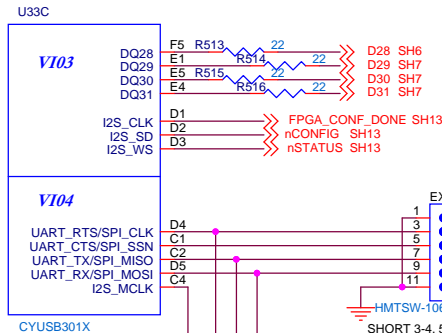 U33C
VI03
DQ28 F5 R513 22 D28 SH6
DQ29 E1 R514 22 D29 SH7
DQ30 E5 R515 22 D30 SH7
DQ31 E4 R516 22 D31 SH7
I2S_CLK D1 FPGA_CONF_DONE SH13
I2S_SD D2 nCONFIG SH13
I2S_WS D3 nSTATUS SH13
VI04
EX
1
UART_RTS/SPI_CLK D4 3
UART_CTS/SPI_SSN C1 5
UART_TX/SPI_MISO C2 7
UART_RX/SPI_MOSI D5 9
I2S_MCLK C4 11
HMTSW-106
CYUSB301X
SHORT 3-4, 5